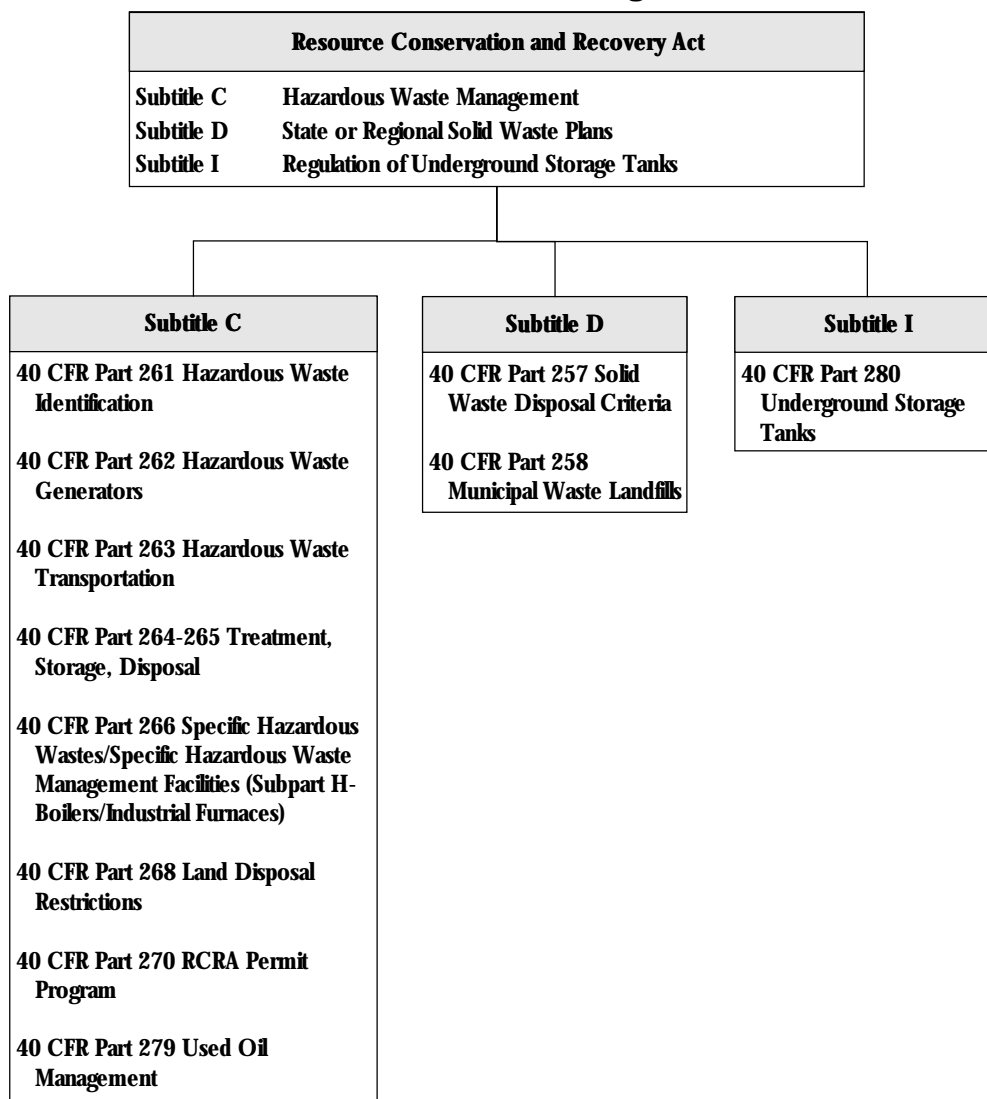 Resource Conservation and Recovery Act
Subtitle C Hazardous Waste Management
Subtitle D State or Regional Solid Waste Plans
Subtitle I Regulation of Underground Storage Tanks
Subtitle C
40 CFR Part 261 Hazardous Waste
Identification
40 CFR Part 262 Hazardous Waste
Generators
40 CFR Part 263 Hazardous Waste
Transportation
40 CFR Part 264-265 Treatment,
Storage, Disposal
40 CFR Part 266 Specific Hazardous
Wastes/Specific Hazardous Waste
Management Facilities (Subpart H-
Boilers/Industrial Furnaces)
40 CFR Part 268 Land Disposal
Restrictions
40 CFR Part 270 RCRA Permit
Program
40 CFR Part 279 Used Oil
Management
Subtitle D
40 CFR Part 257 Solid
Waste Disposal Criteria
40 CFR Part 258
Municipal Waste Landfills
Subtitle I
40 CFR Part 280
Underground Storage
Tanks